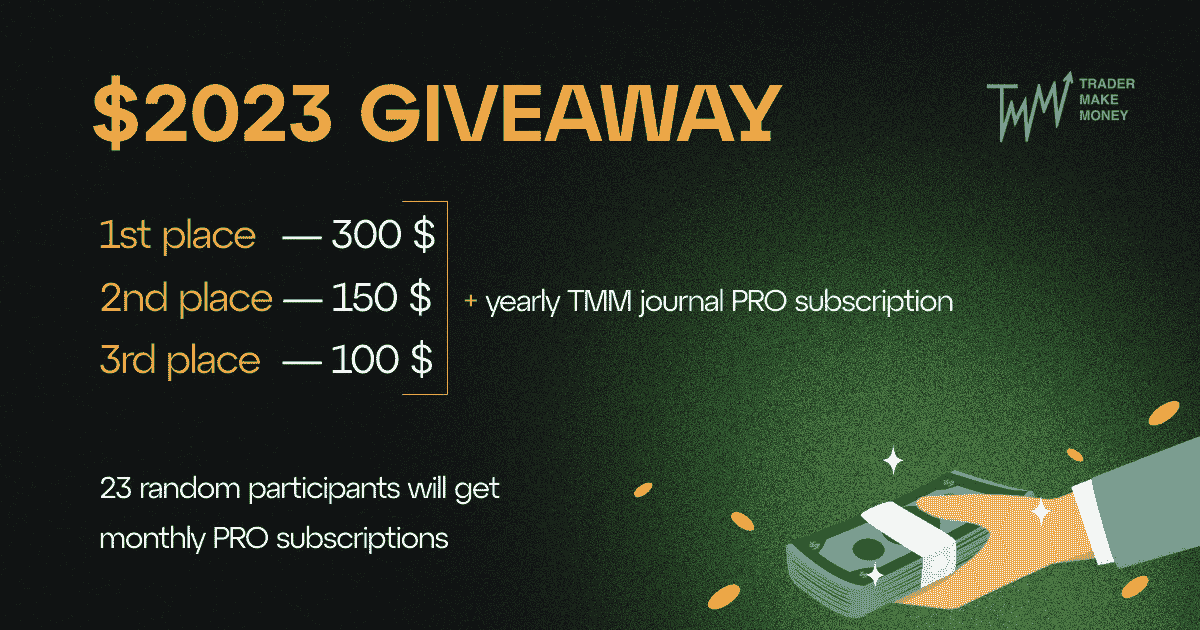 $2023 GIVEAWAY
TMM
TRADER
MAKE
MONEY
1st place — 300 $
2nd place — 150 $
3rd place — 100 $
+ yearly TMM journal PRO subscription
23 random participants will get
monthly PRO subscriptions